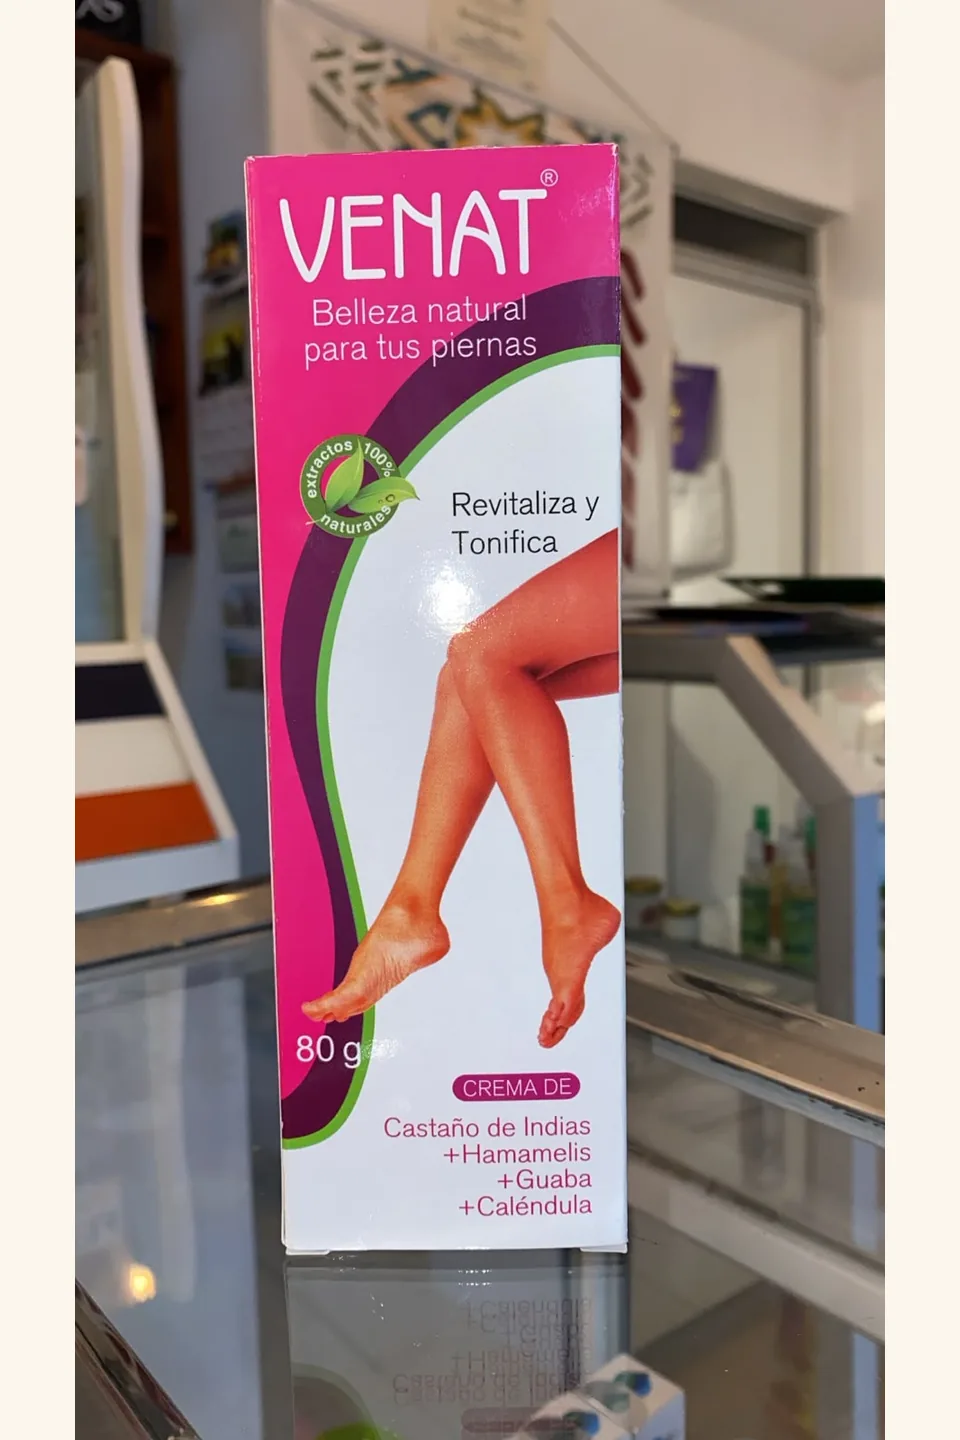 VENAT®
Belleza natural
para tus piernas
extractos 100% naturales
Revitaliza y
Tonifica
80 g
CREMA DE
Castaño de Indias
+Hamamelis
+Guaba
+Caléndula